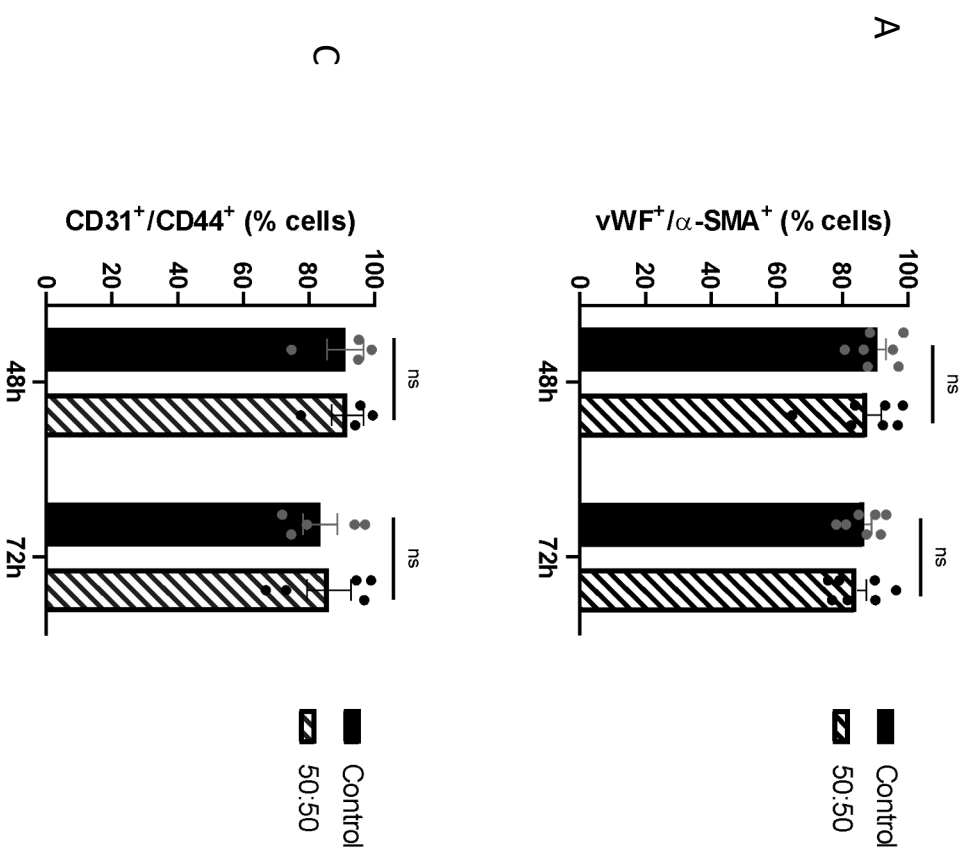 A
vWF⁺/α-SMA⁺ (% cells)
100
80
60
40
20
0
ns
ns
48h
72h
Control
50:50
C
CD31⁺/CD44⁺ (% cells)
100
80
60
40
20
0
ns
ns
48h
72h
Control
50:50